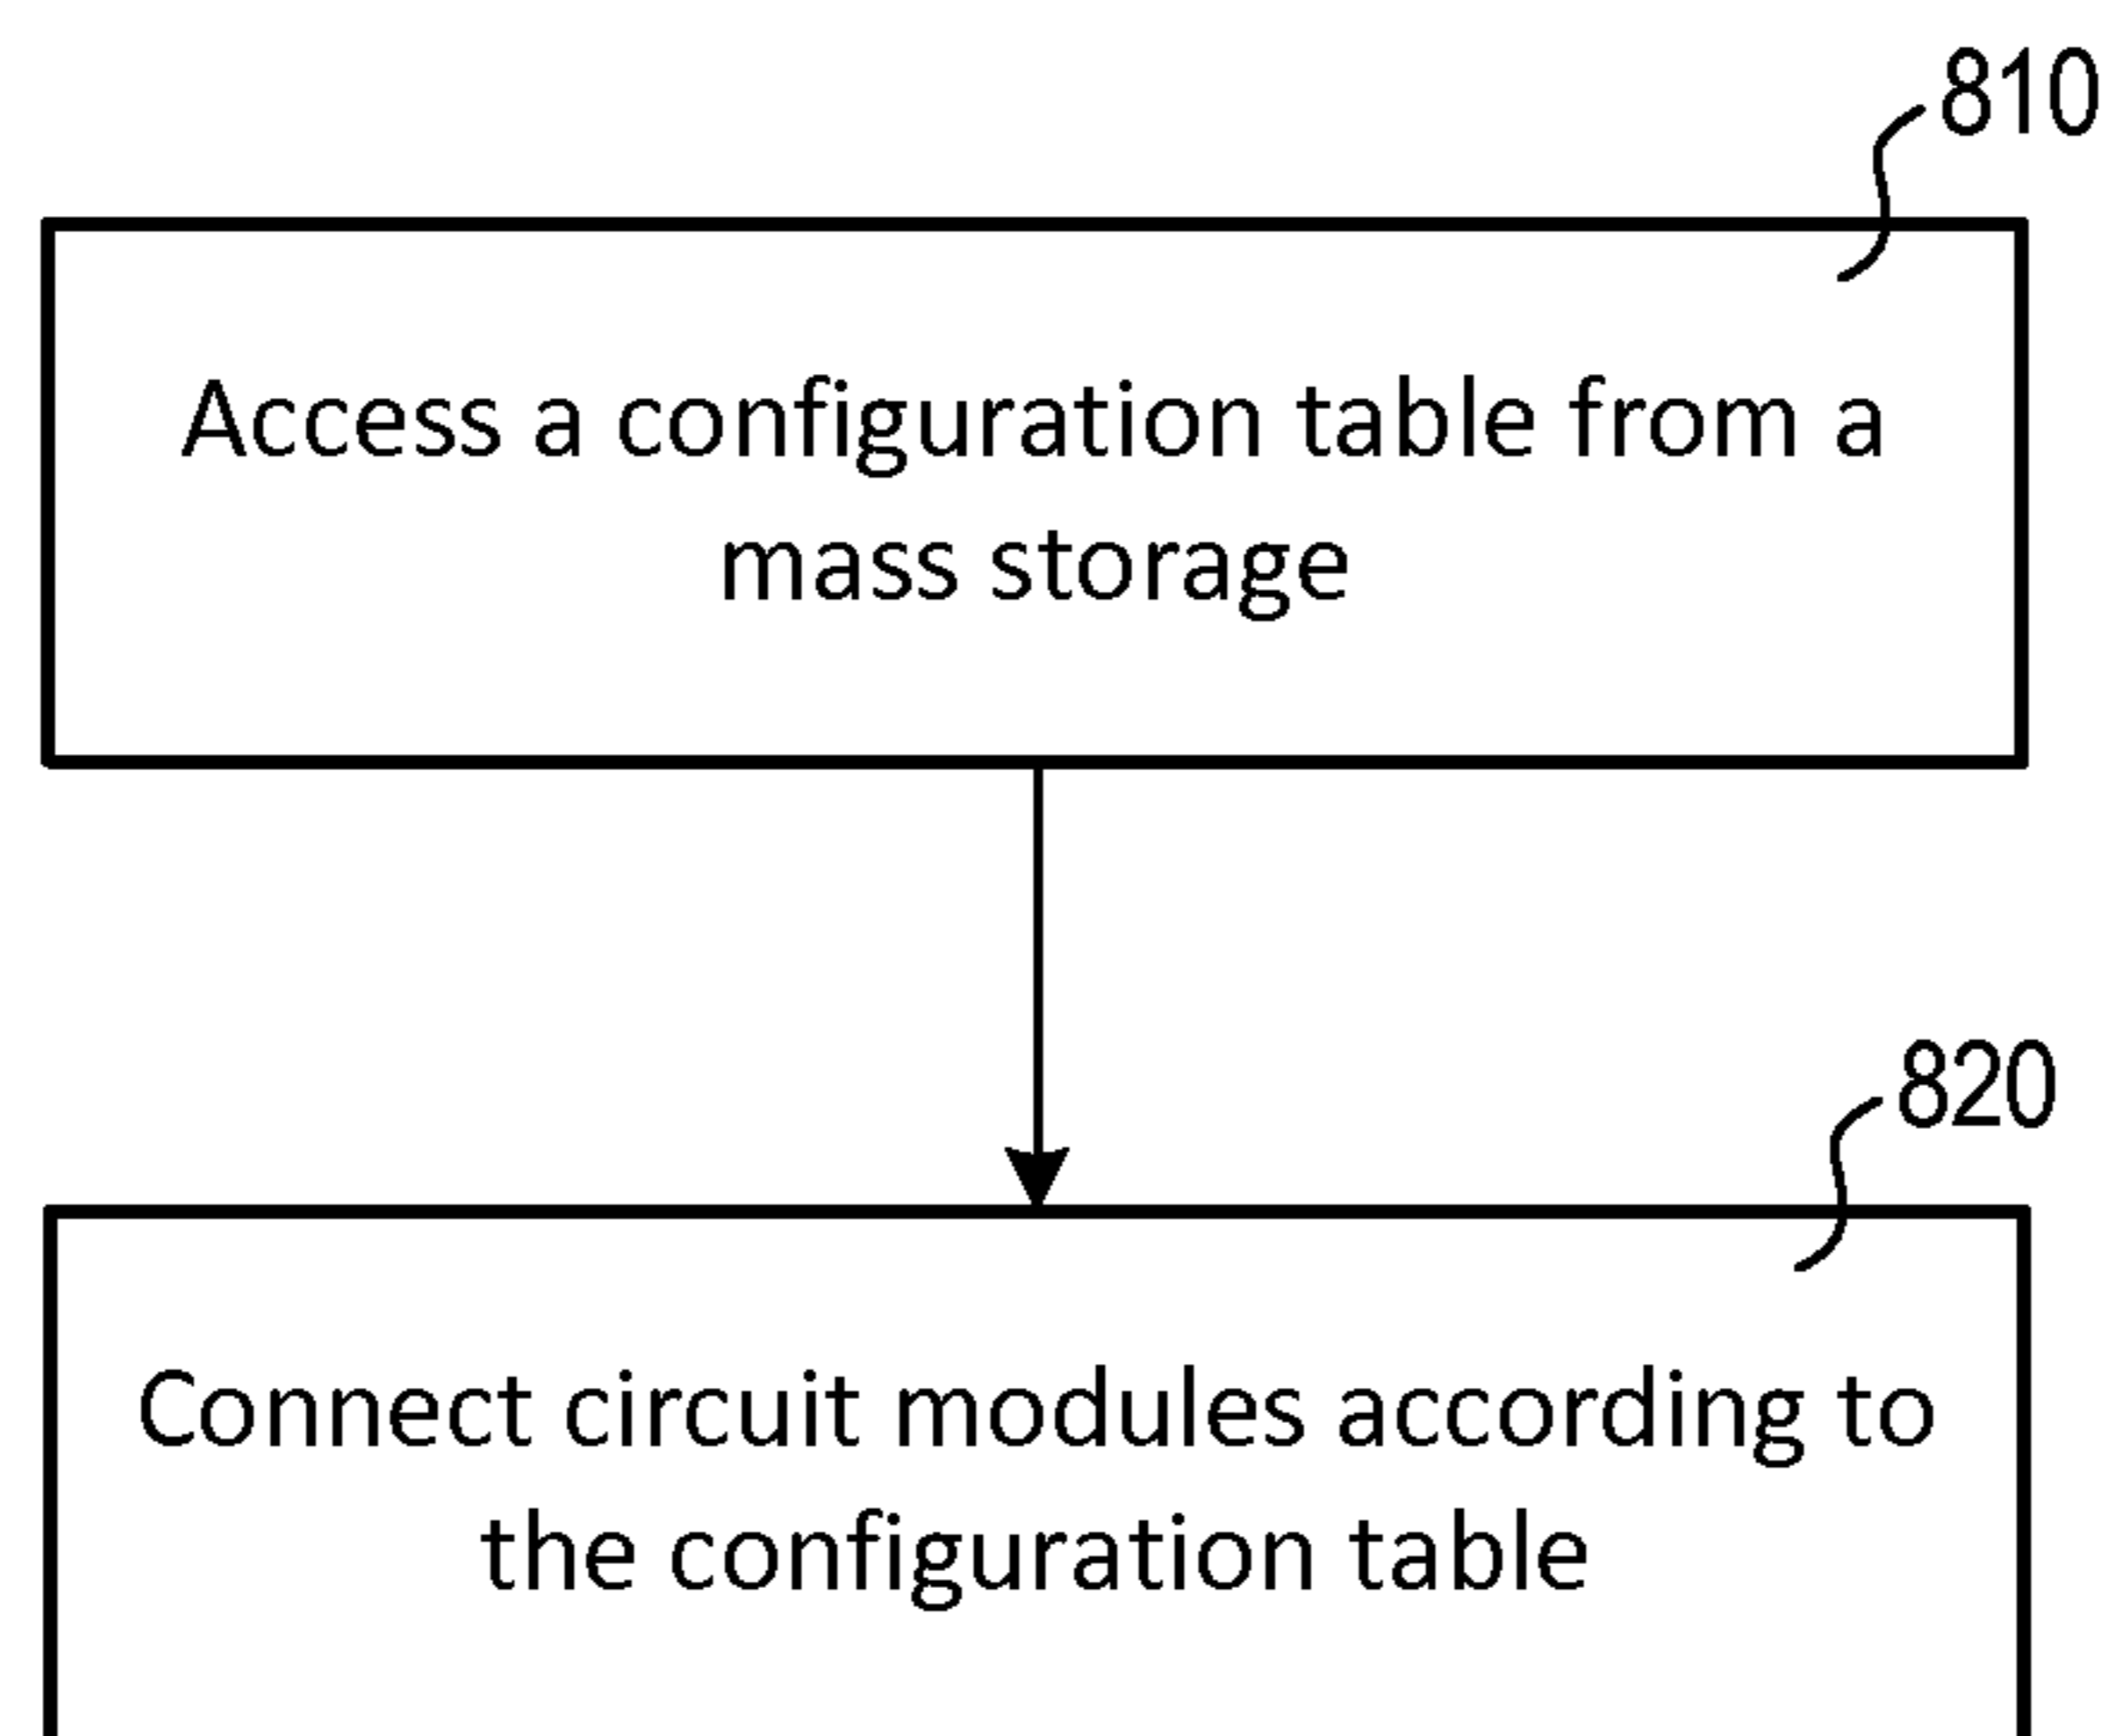 810
Access a configuration table from a
mass storage
820
Connect circuit modules according to
the configuration table